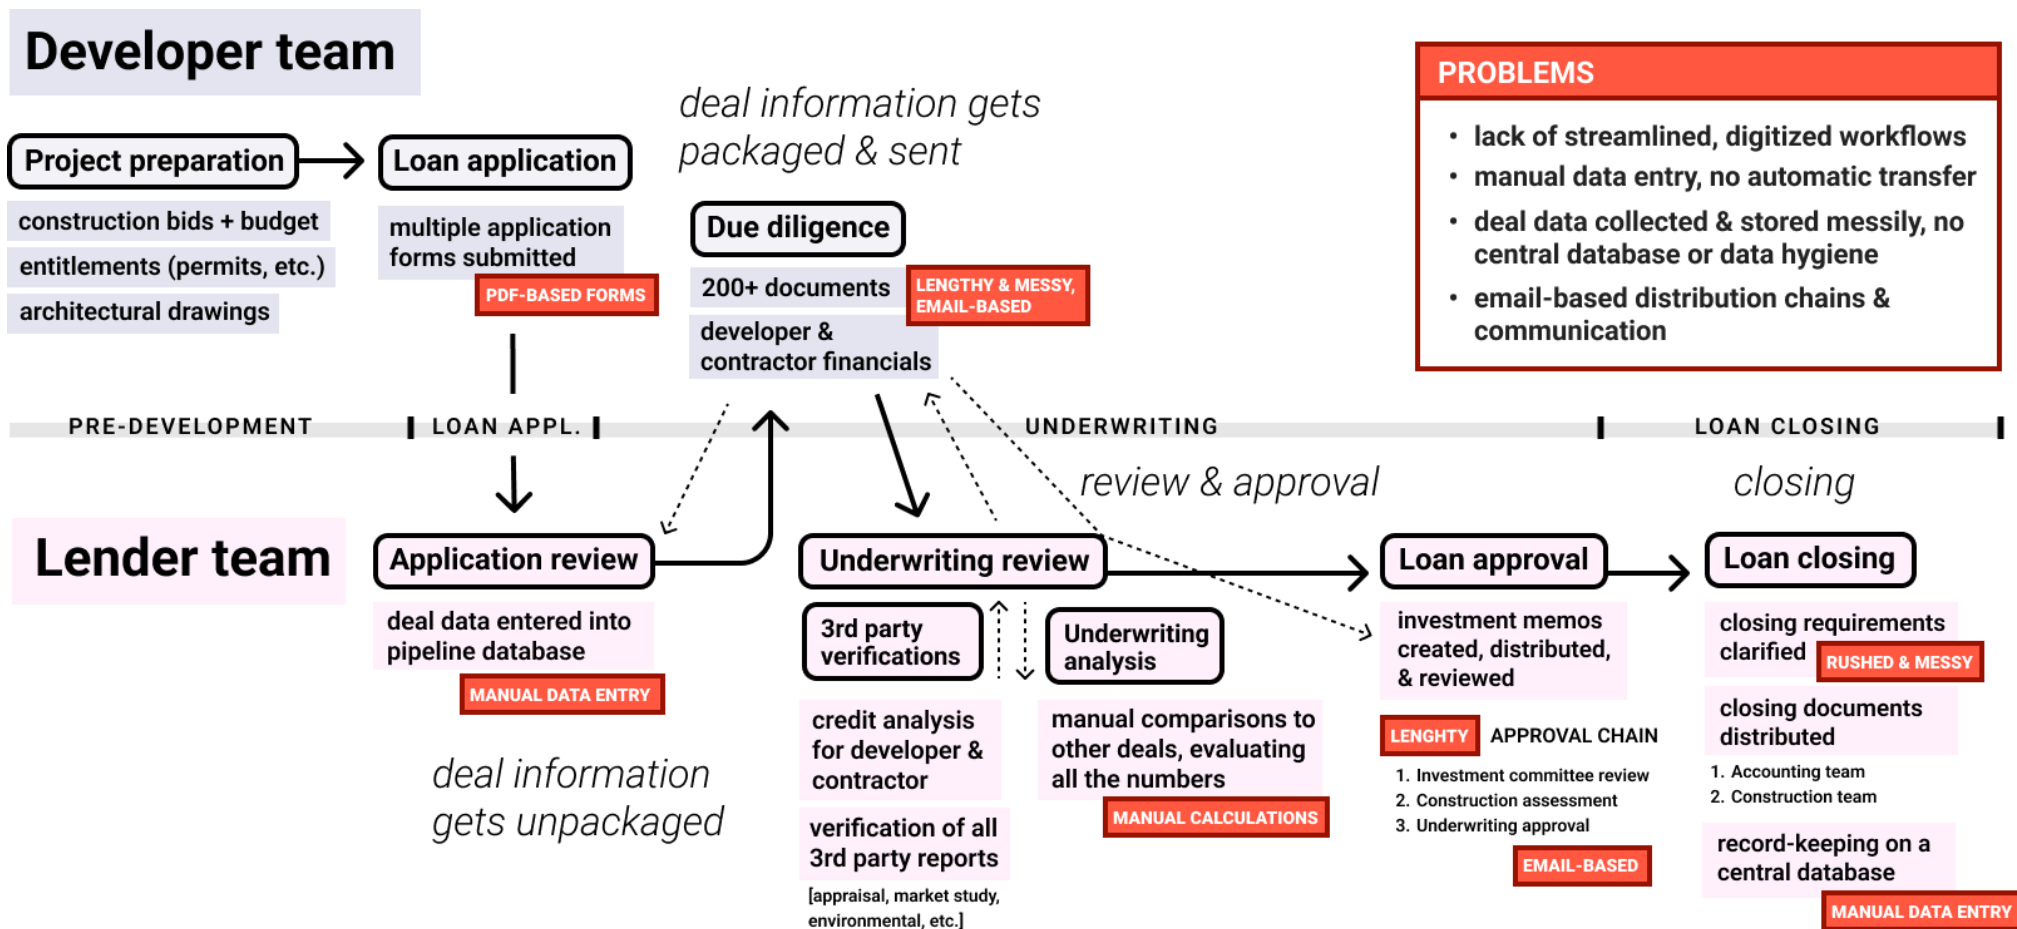 Developer team
deal information gets
packaged & sent
PROBLEMS
• lack of streamlined, digitized workflows
• manual data entry, no automatic transfer
• deal data collected & stored messily, no
central database or data hygiene
• email-based distribution chains &
communication
Project preparation
construction bids + budget
entitlements (permits, etc.)
architectural drawings
Loan application
multiple application
forms submitted
PDF-BASED FORMS
Due diligence
200+ documents
LENGTHY & MESSY,
EMAIL-BASED
developer &
contractor financials
PRE-DEVELOPMENT
LOAN APPL.
UNDERWRITING
LOAN CLOSING
review & approval
closing
Lender team
Application review
deal data entered into
pipeline database
MANUAL DATA ENTRY
deal information
gets unpackaged
Underwriting review
3rd party
verifications
credit analysis
for developer &
contractor
verification of all
3rd party reports
[appraisal, market study,
environmental, etc.]
Underwriting
analysis
manual comparisons to
other deals, evaluating
all the numbers
MANUAL CALCULATIONS
Loan approval
investment memos
created, distributed,
& reviewed
LENGHTY APPROVAL CHAIN
1. Investment committee review
2. Construction assessment
3. Underwriting approval
EMAIL-BASED
Loan closing
closing requirements
clarified
RUSHED & MESSY
closing documents
distributed
1. Accounting team
2. Construction team
record-keeping on a
central database
MANUAL DATA ENTRY